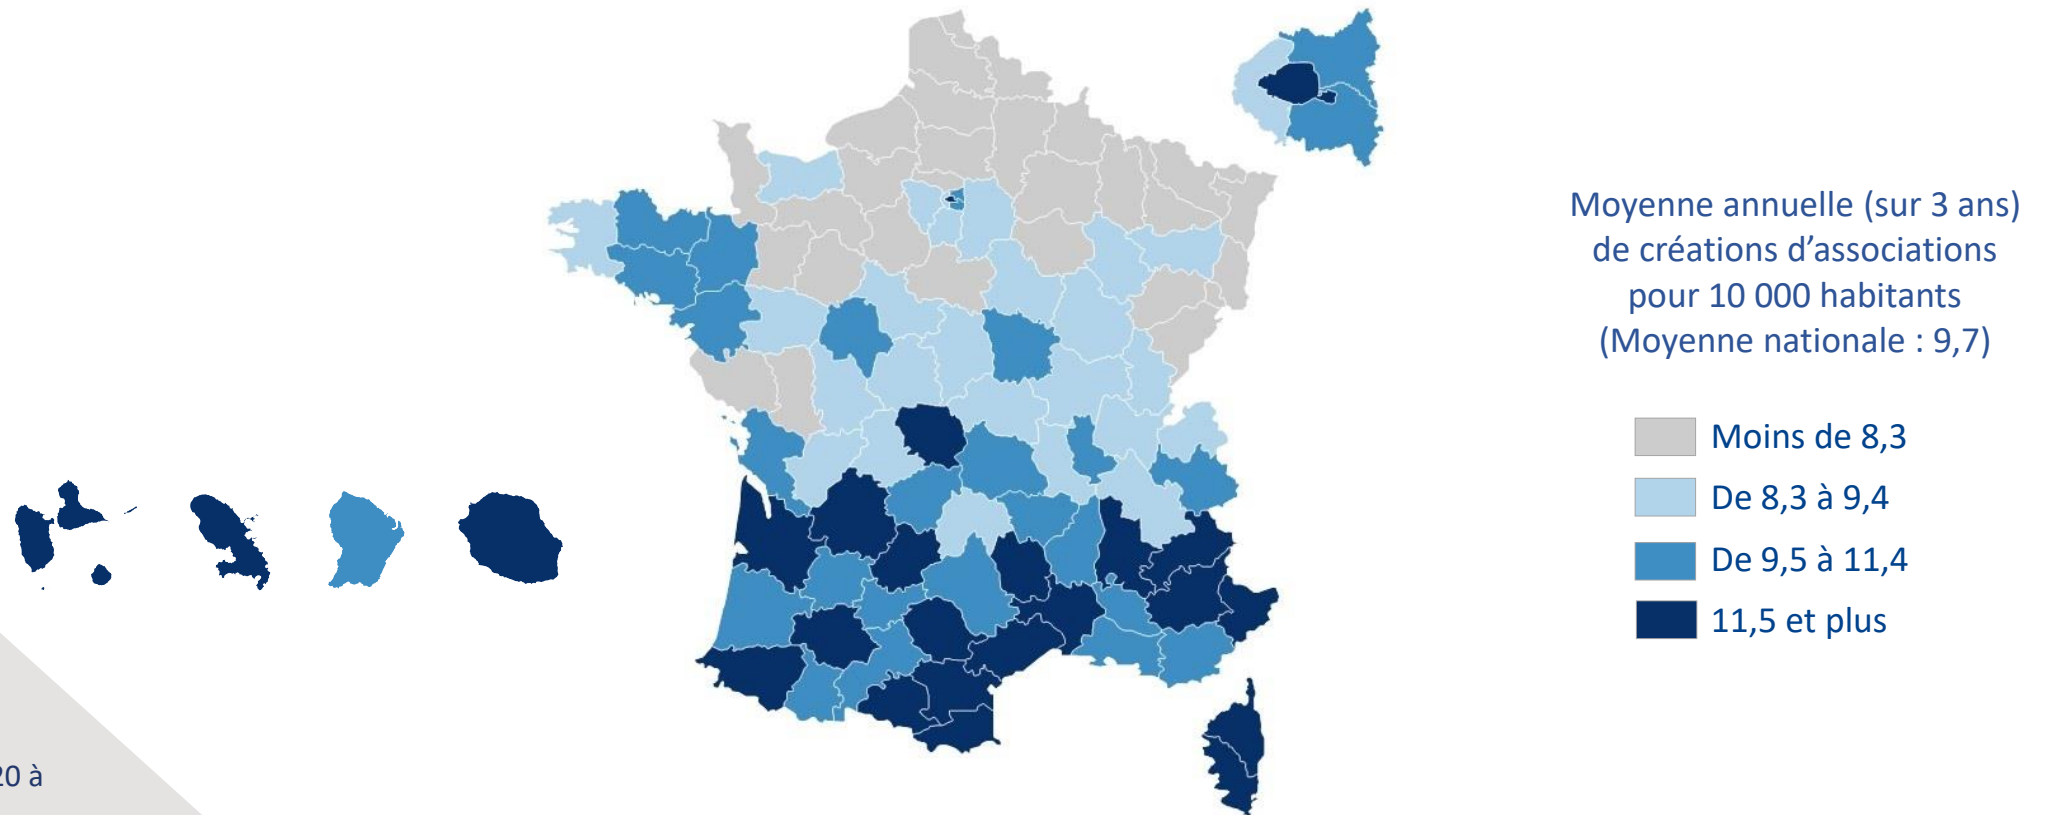 Moyenne annuelle (sur 3 ans)
de créations d’associations
pour 10 000 habitants
(Moyenne nationale : 9,7)
Moins de 8,3
De 8,3 à 9,4
De 9,5 à 11,4
11,5 et plus
20 à